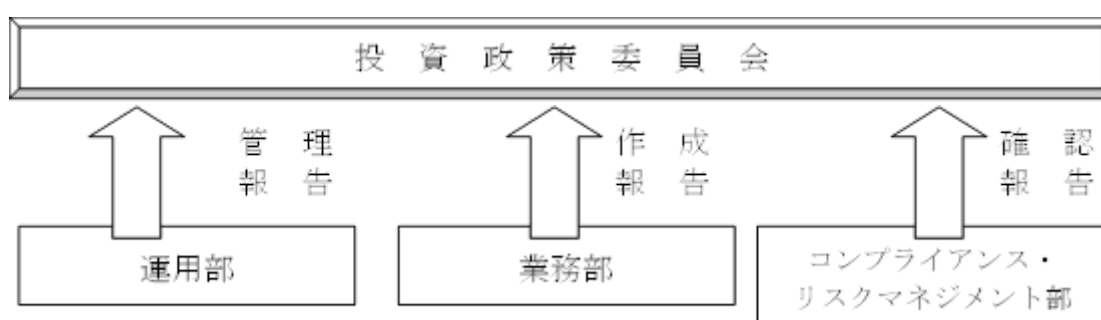 投資政策委員会
管理
報告
作成
報告
確認
報告
運用部
業務部
コンプライアンス・
リスクマネジメント部